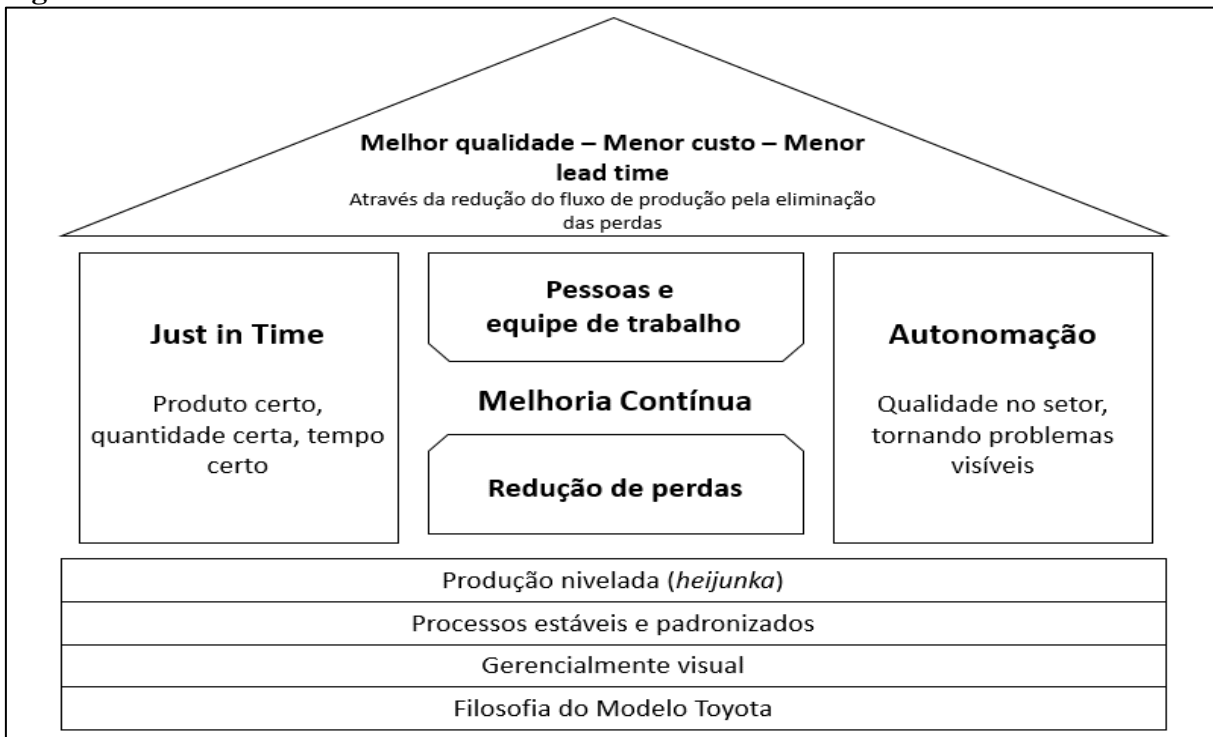 Melhor qualidade – Menor custo – Menor
lead time
Através da redução do fluxo de produção pela eliminação
das perdas
Just in Time
Produto certo,
quantidade certa, tempo
certo
Pessoas e
equipe de trabalho
Melhoria Contínua
Redução de perdas
Autonomação
Qualidade no setor,
tornando problemas
visíveis
Produção nivelada (heijunka)
Processos estáveis e padronizados
Gerencialmente visual
Filosofia do Modelo Toyota